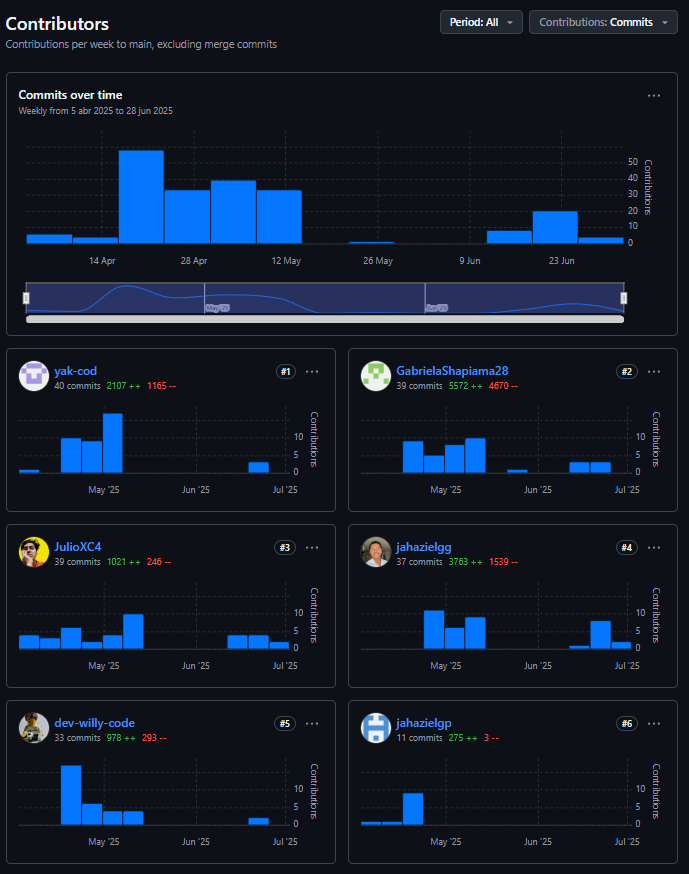 Contributors
Period: All
Contributions: Commits
Contributions per week to main, excluding merge commits
Commits over time
Weekly from 5 abr 2025 to 28 jun 2025
50
40
30
20
10
0
Contributions
14 Apr 28 Apr 12 May 26 May 9 Jun 23 Jun
May '25 Jun '25
yak-cod #1
40 commits 2107 ++ 1165 --
10
5
0
Contributions
May '25 Jun '25 Jul '25
GabrielaShapiama28 #2
39 commits 5572 ++ 4670 --
10
5
0
Contributions
May '25 Jun '25 Jul '25
JulioXC4 #3
39 commits 1021 ++ 246 --
10
5
0
Contributions
May '25 Jun '25 Jul '25
jahazielgg #4
37 commits 3763 ++ 1539 --
10
5
0
Contributions
May '25 Jun '25 Jul '25
dev-willy-code #5
33 commits 978 ++ 293 --
10
5
0
Contributions
May '25 Jun '25 Jul '25
jahazielgp #6
11 commits 275 ++ 3 --
10
5
0
Contributions
May '25 Jun '25 Jul '25